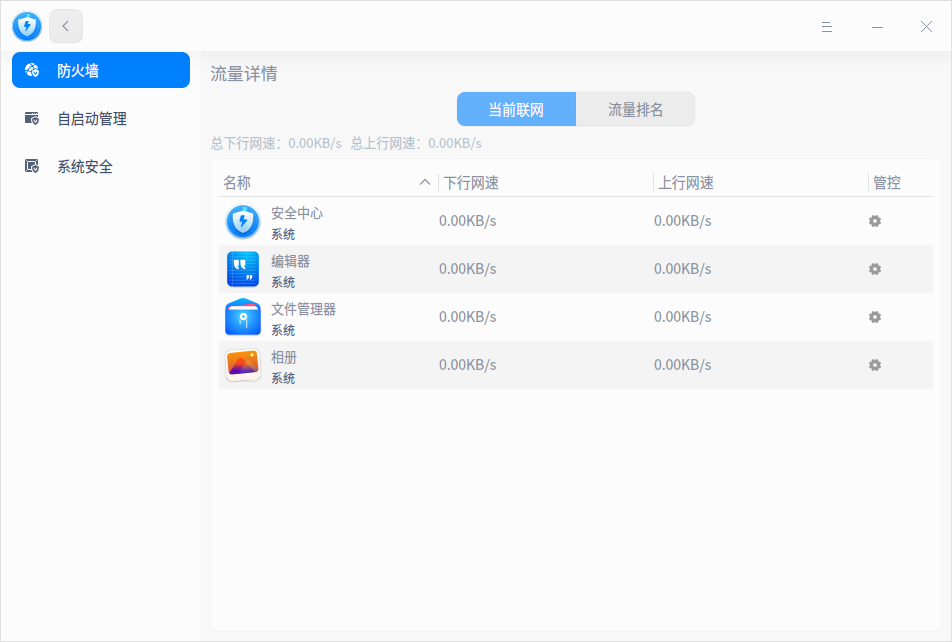 防火墙
自启动管理
系统安全
流量详情
当前联网 流量排名
总下行网速：0.00KB/s 总上行网速：0.00KB/s
名称 下行网速 上行网速 管控
安全中心
系统
0.00KB/s 0.00KB/s
编辑器
系统
0.00KB/s 0.00KB/s
文件管理器
系统
0.00KB/s 0.00KB/s
相册
系统
0.00KB/s 0.00KB/s